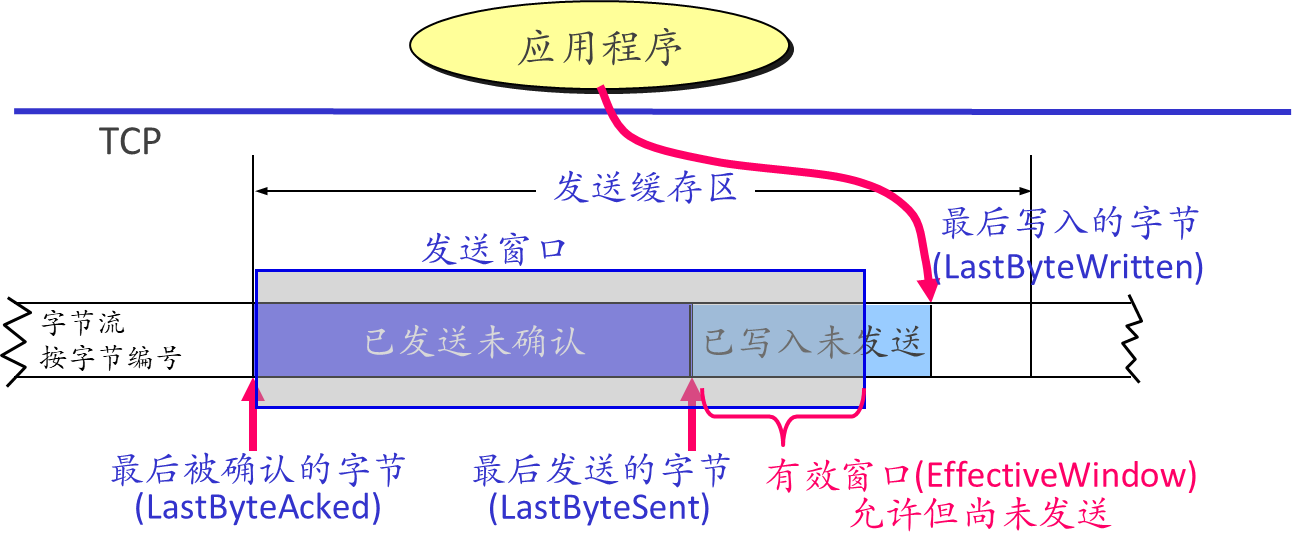 应用程序
TCP
发送缓存区
最后写入的字节
(LastByteWritten)
发送窗口
字节流
按字节编号
已发送未确认
已写入未发送
最后被确认的字节
(LastByteAcked)
最后发送的字节
(LastByteSent)
有效窗口(EffectiveWindow)
允许但尚未发送